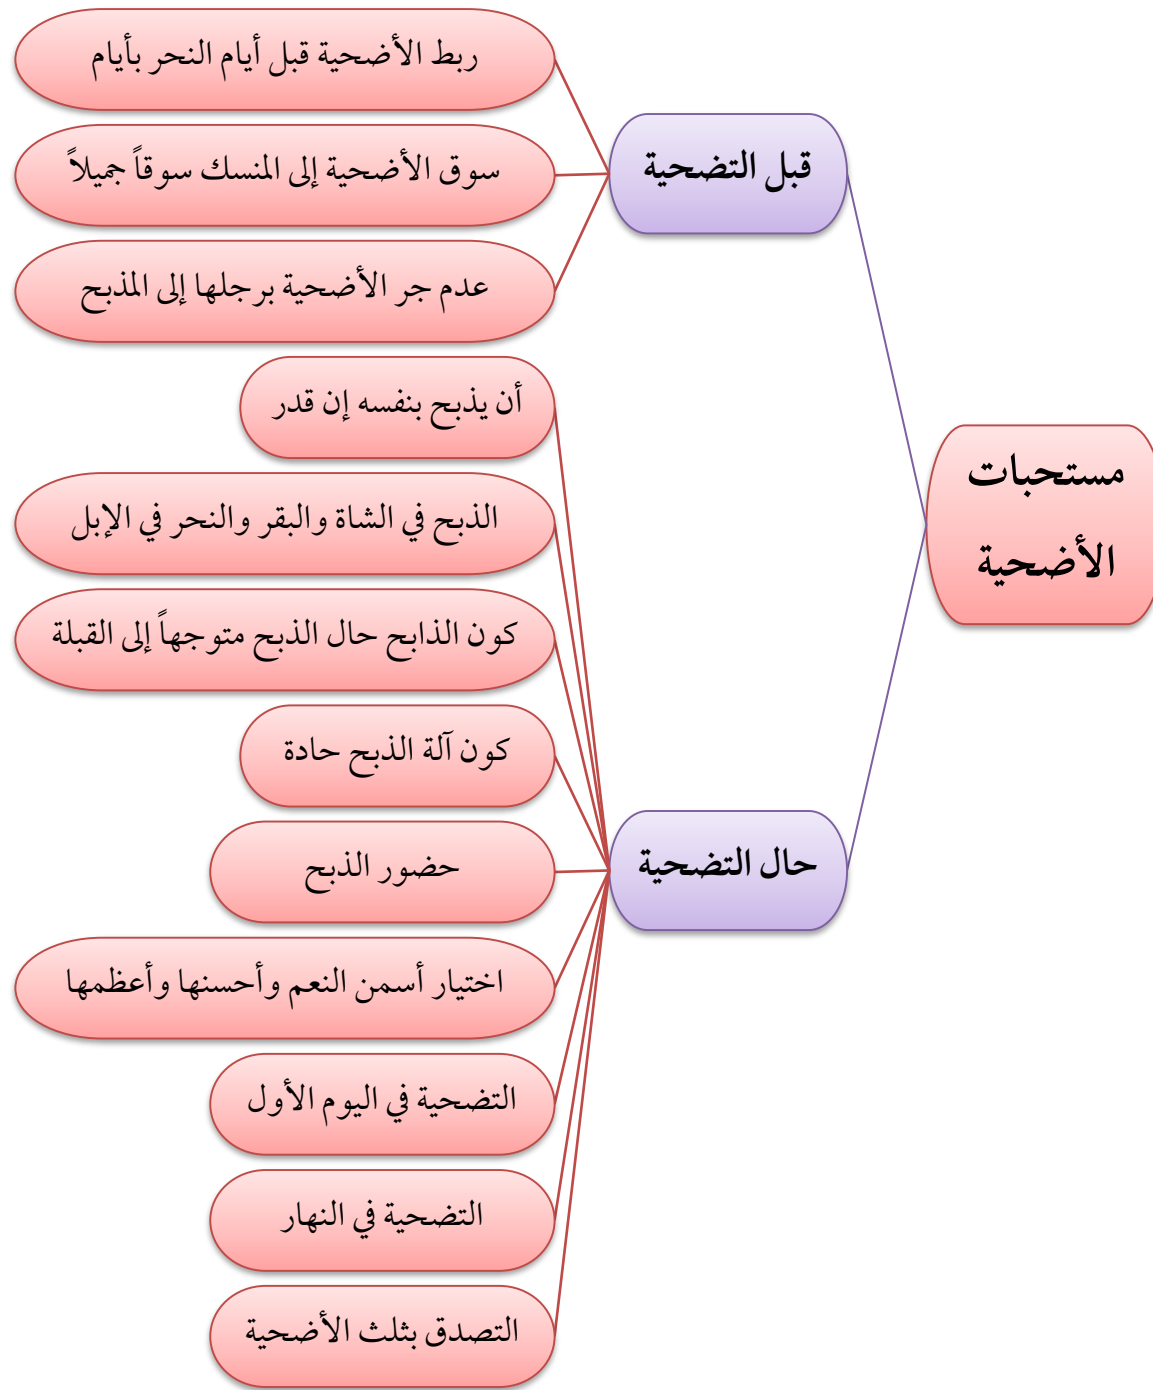 مستحبات
الأضحية
قبل التضحية
ربط الأضحية قبل أيام النحر بأيام
سوق الأضحية إلى المنسك سوقاً جميلاً
عدم جر الأضحية برجلها إلى المذبح
حال التضحية
أن يذبح بنفسه إن قدر
الذبح في الشاة والبقر والنحر في الإبل
كون الذابح حال الذبح متوجهاً إلى القبلة
كون آلة الذبح حادة
حضور الذبح
اختيار أسمن النعم وأحسنها وأعظمها
التضحية في اليوم الأول
التضحية في النهار
التصدق بثلث الأضحية